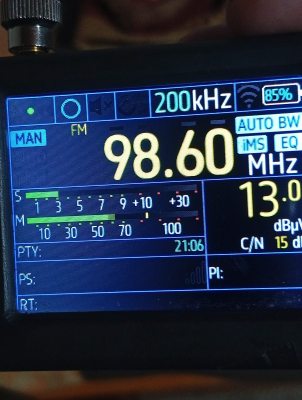 200kHz 85%
MAN FM AUTO BW
98.60 iMS EQ
MHz
S 1 3 5 7 9 +10 +30 13.0
M 10 30 50 70 100 dBµV
C/N 15 d
PTY: 21:06
PS: PI:
RT: